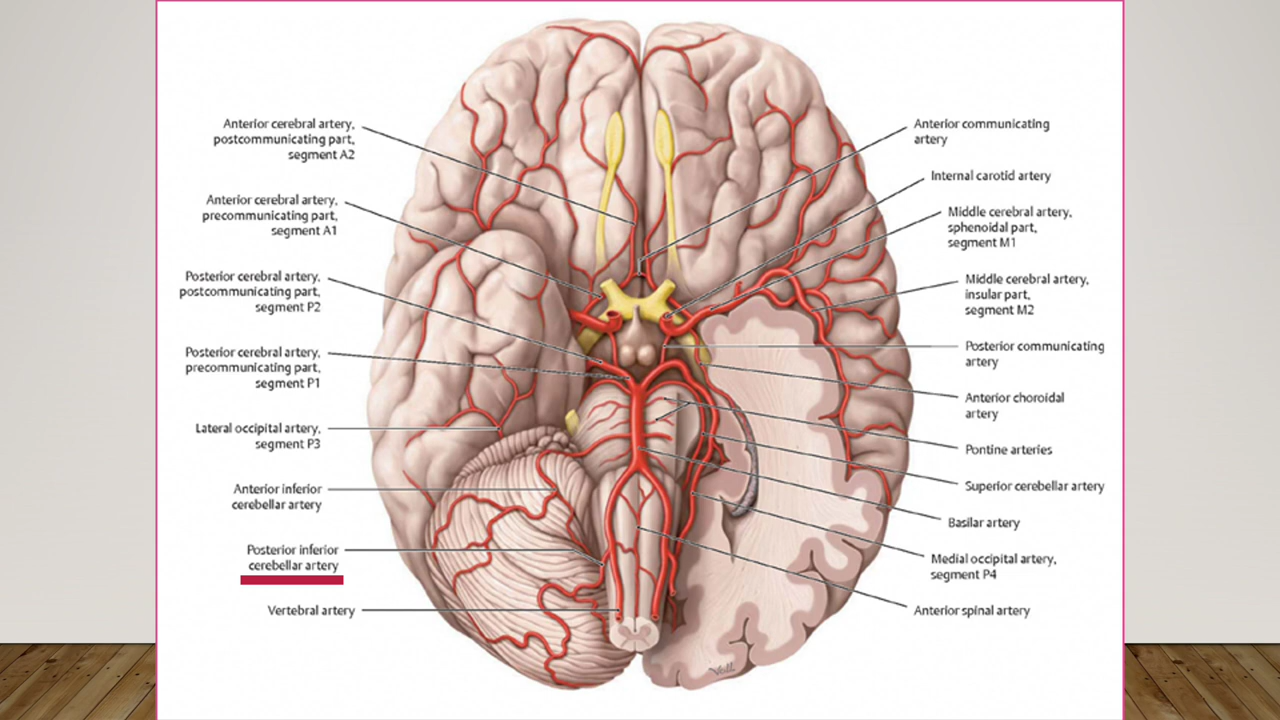 Anterior cerebral artery,
postcommunicating part,
segment A2
Anterior cerebral artery,
precommunicating part,
segment A1
Posterior cerebral artery,
postcommunicating part,
segment P2
Posterior cerebral artery,
precommunicating part,
segment P1
Lateral occipital artery,
segment P3
Anterior inferior
cerebellar artery
Posterior inferior
cerebellar artery
Vertebral artery
Anterior communicating
artery
Internal carotid artery
Middle cerebral artery,
sphenoidal part,
segment M1
Middle cerebral artery,
insular part,
segment M2
Posterior communicating
artery
Anterior choroidal
artery
Pontine arteries
Superior cerebellar artery
Basilar artery
Medial occipital artery,
segment P4
Anterior spinal artery
Voll